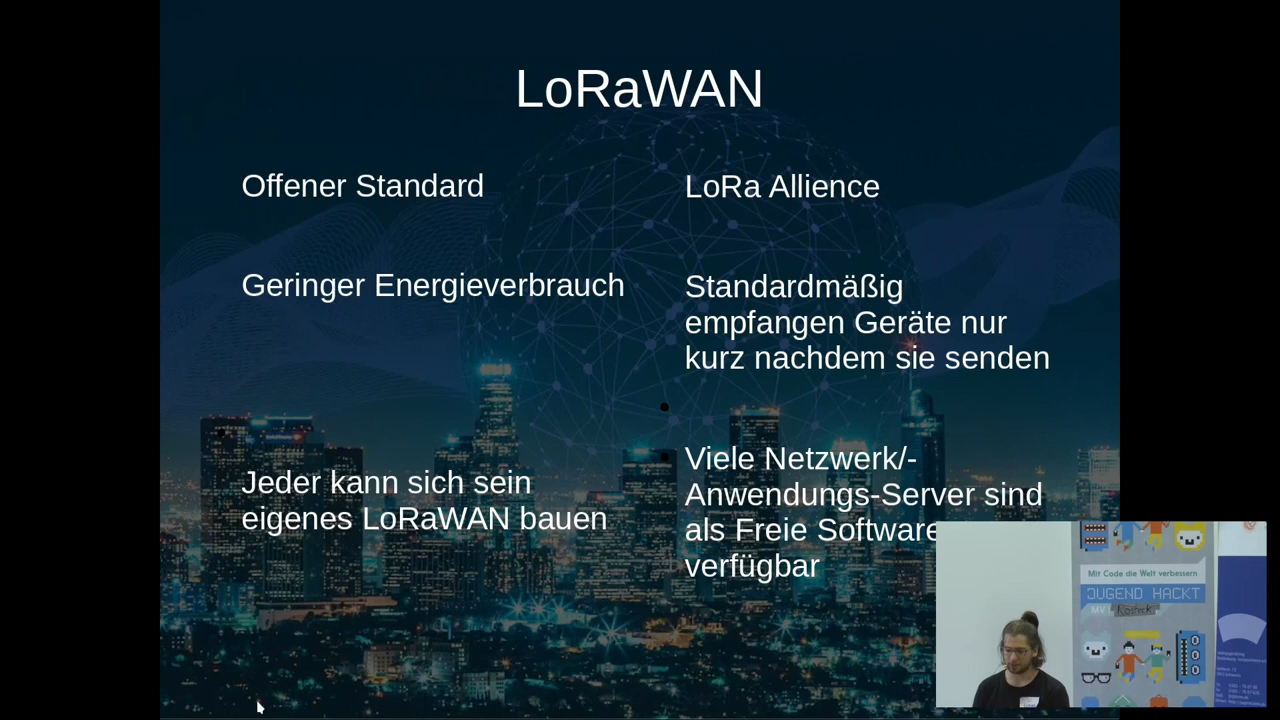 LoRaWAN
Offener Standard
Geringer Energieverbrauch
Jeder kann sich sein
eigenes LoRaWAN bauen
LoRa Allience
Standardmäßig
empfangen Geräte nur
kurz nachdem sie senden
Viele Netzwerk/-
Anwendungs-Server sind
als Freie Software
verfügbar
Mit Code die Welt verbessern
JUGEND HACKT
MV Rostock